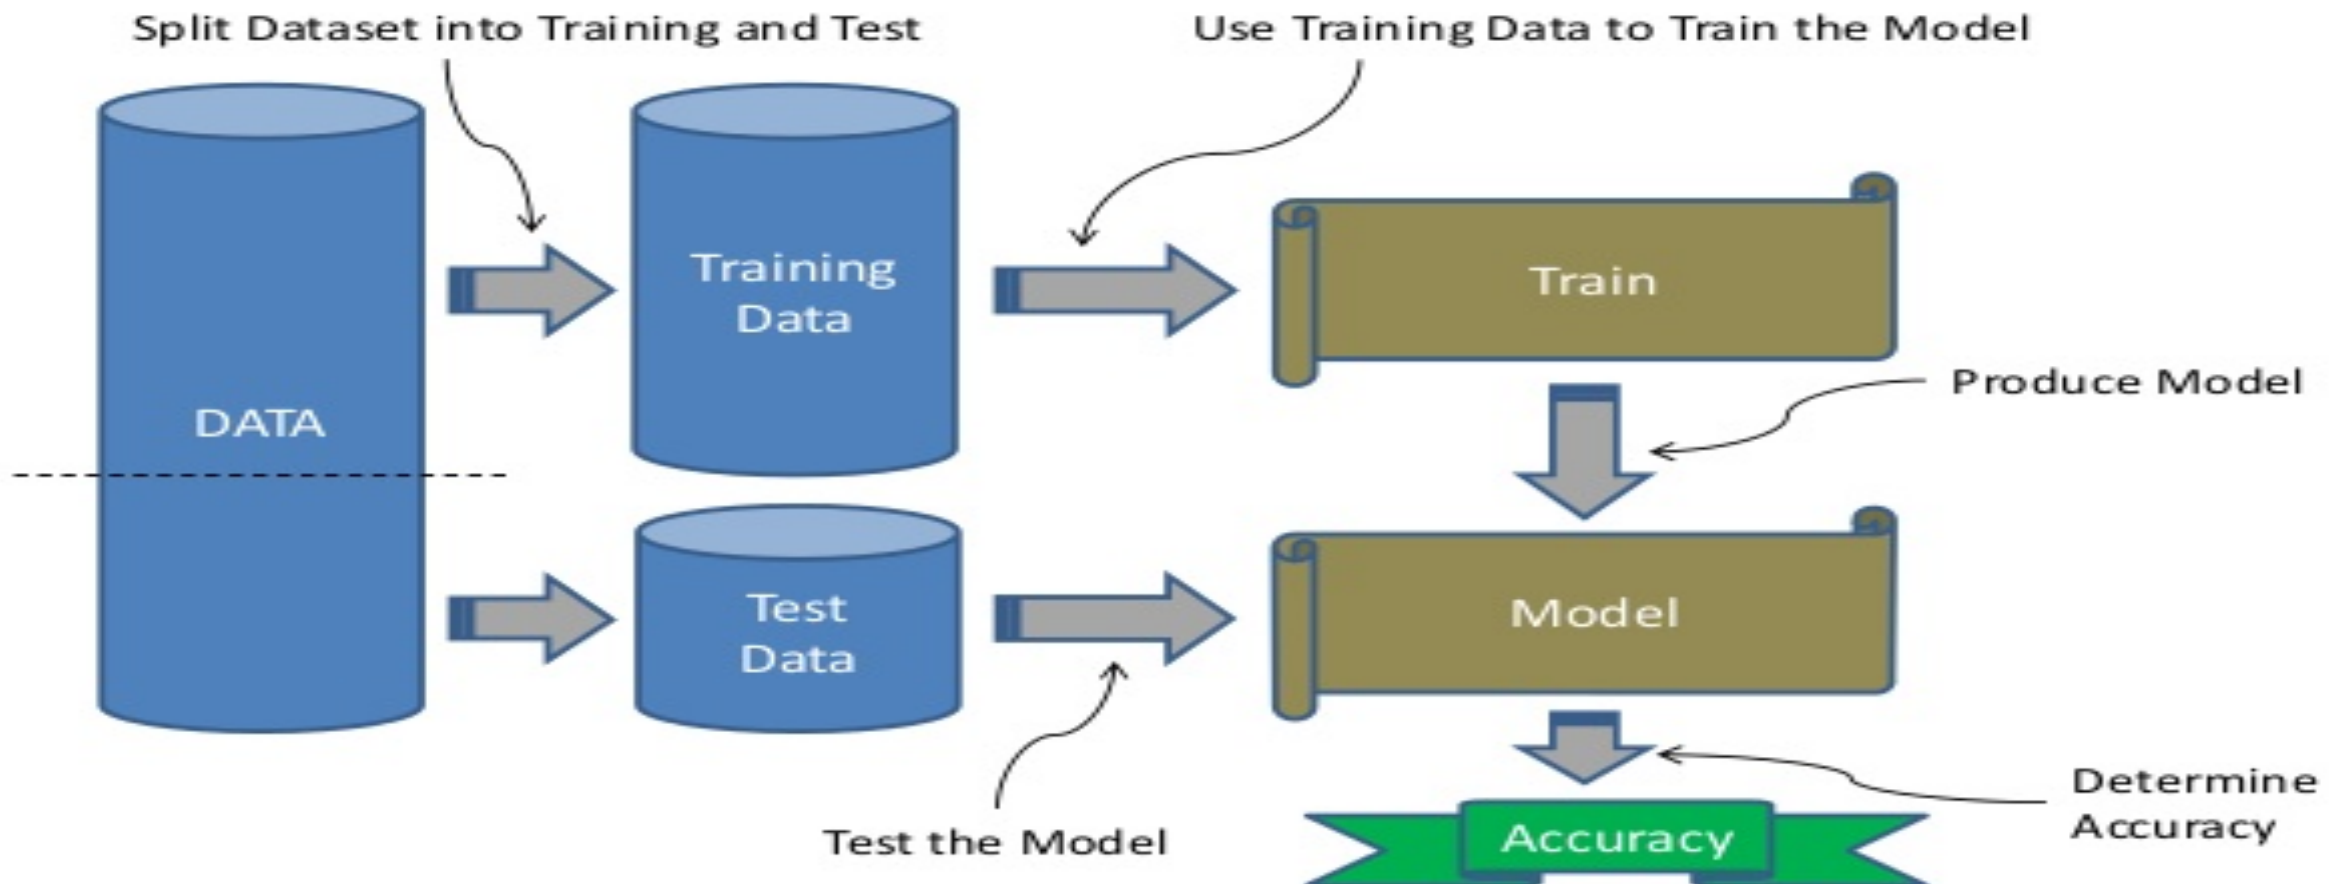 Split Dataset into Training and Test
Use Training Data to Train the Model
Training
Data
Train
Produce Model
DATA
Test
Data
Model
Test the Model
Determine
Accuracy
Accuracy